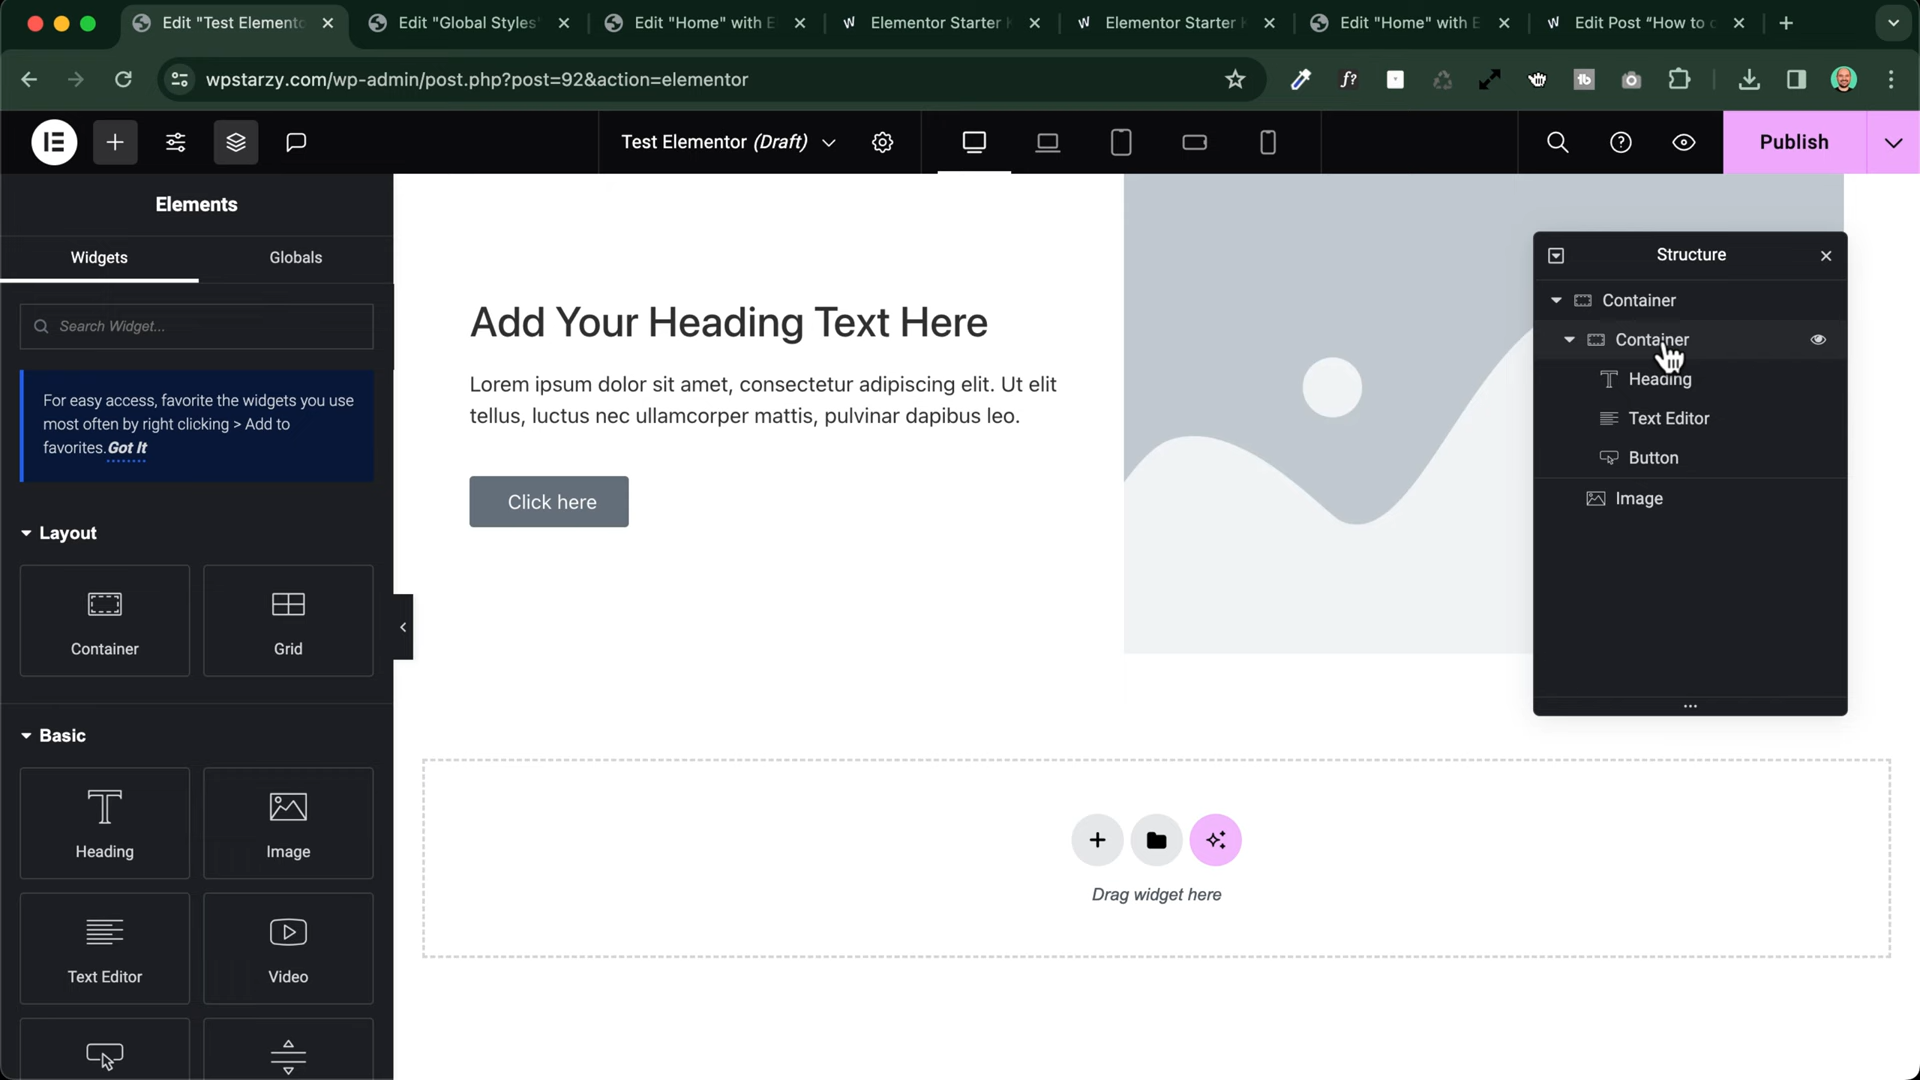 Edit "Test Elemento
Edit "Global Styles"
Edit "Home" with E
Elementor Starter K
Elementor Starter K
Edit "Home" with E
Edit Post “How to c
wpstarzy.com/wp-admin/post.php?post=92&action=elementor
f?
tb
Test Elementor (Draft)
Publish
Elements
Widgets
Globals
Search Widget...
For easy access, favorite the widgets you use
most often by right clicking > Add to
favorites. Got It
Layout
Container
Grid
Basic
Heading
Image
Text Editor
Video
Add Your Heading Text Here
Lorem ipsum dolor sit amet, consectetur adipiscing elit. Ut elit
tellus, luctus nec ullamcorper mattis, pulvinar dapibus leo.
Click here
Drag widget here
Structure
Container
Container
Heading
Text Editor
Button
Image